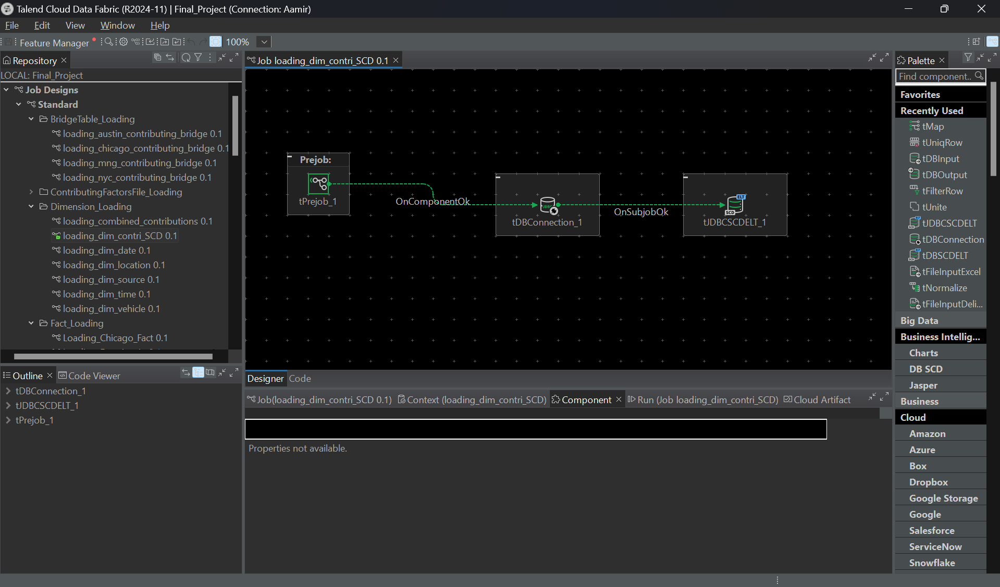 Talend Cloud Data Fabric (R2024-11) | Final_Project (Connection: Aamir)
File Edit View Window Help
Feature Manager 100%
Repository
LOCAL: Final_Project
Job Designs
Standard
BridgeTable_Loading
loading_austin_contributing_bridge 0.1
loading_chicago_contributing_bridge 0.1
loading_mng_contributing_bridge 0.1
loading_nyc_contributing_bridge 0.1
ContributingFactorsFile_Loading
Dimension_Loading
loading_combined_contributions 0.1
loading_dim_contri_SCD 0.1
loading_dim_date 0.1
loading_dim_location 0.1
loading_dim_source 0.1
loading_dim_time 0.1
loading_dim_vehicle 0.1
Fact_Loading
Loading_Chicago_Fact 0.1
Outline Code Viewer
tDBConnection_1
tJDBCSCDELT_1
tPrejob_1
Job loading_dim_contri_SCD 0.1
Prejob:
tPrejob_1
OnComponentOk
JDBC
tDBConnection_1
OnSubjobOk
ELT
SCD
tJDBCSCDELT_1
Designer Code
Job(loading_dim_contri_SCD 0.1) Context (loading_dim_contri_SCD) Component Run (Job loading_dim_contri_SCD) Cloud Artifact
Properties not available.
Palette
Find component..
Favorites
Recently Used
tMap
tUniqRow
tDBInput
tDBOutput
tFilterRow
tUnite
tJDBCSCDELT
tDBConnection
tDBSCDELT
tFileInputExcel
tNormalize
tFileInputDeli...
Big Data
Business Intellig...
Charts
DB SCD
Jasper
Business
Cloud
Amazon
Azure
Box
Dropbox
Google Storage
Google
Salesforce
ServiceNow
Snowflake